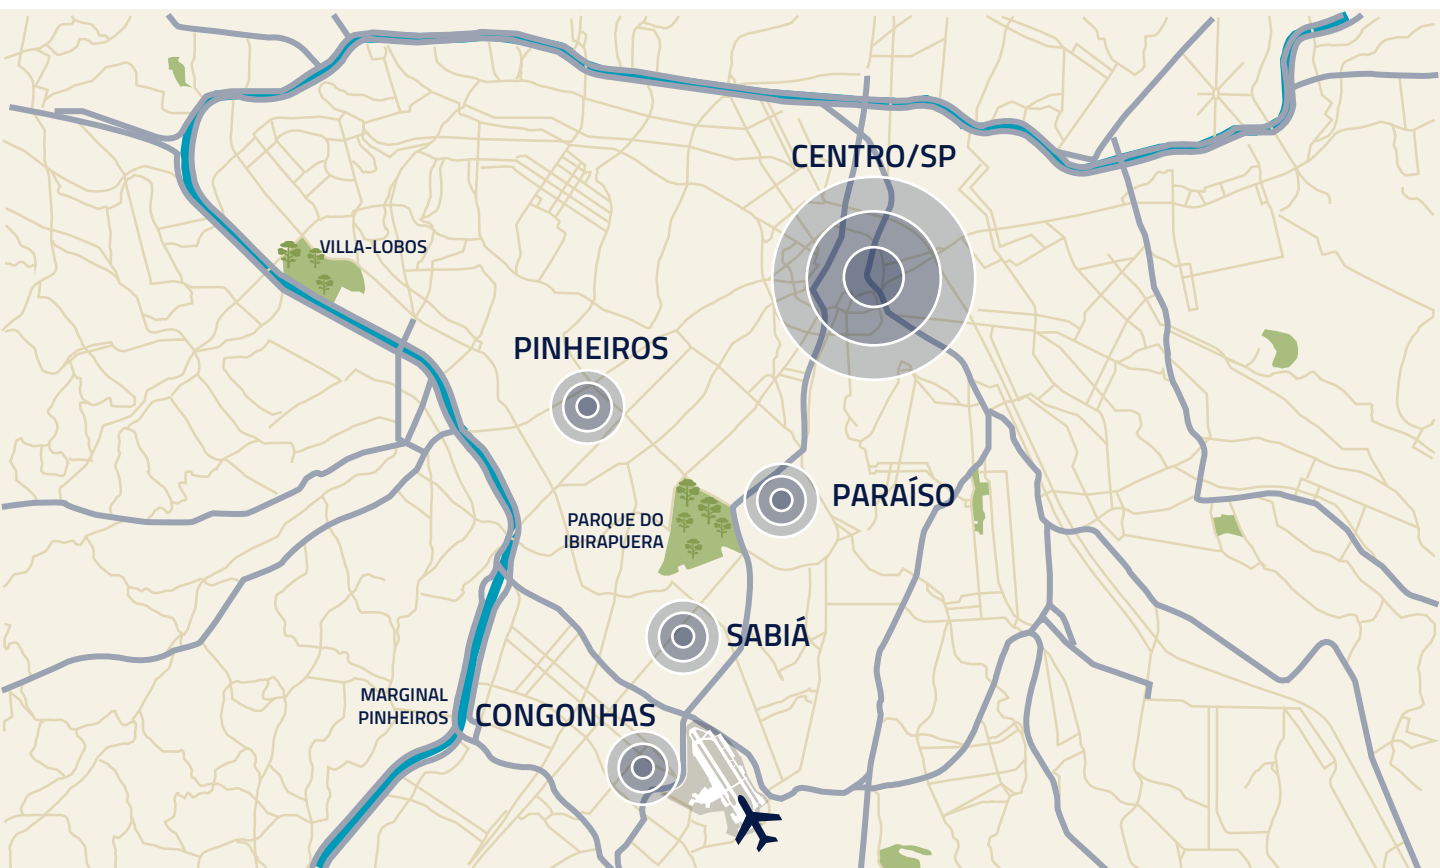 CENTRO/SP
VILLA-LOBOS
PINHEIROS
PARAÍSO
PARQUE DO
IBIRAPUERA
SABIÁ
MARGINAL
PINHEIROS
CONGONHAS